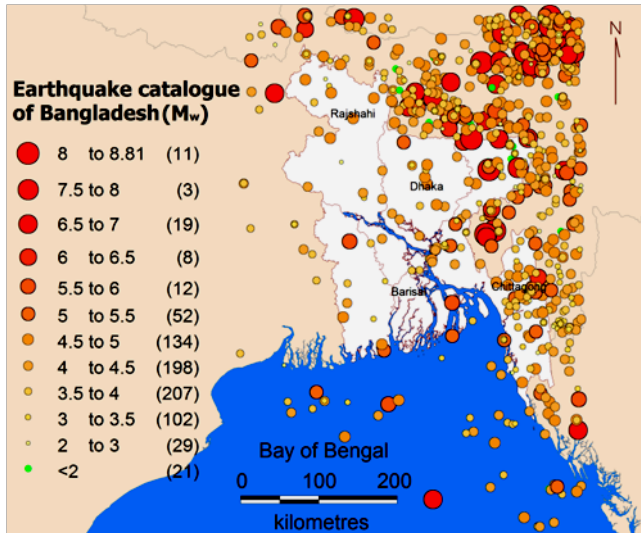 N
Earthquake catalogue
of Bangladesh(Mw)
8 to 8.81 (11)
7.5 to 8 (3)
6.5 to 7 (19)
6 to 6.5 (8)
5.5 to 6 (12)
5 to 5.5 (52)
4.5 to 5 (134)
4 to 4.5 (198)
3.5 to 4 (207)
3 to 3.5 (102)
2 to 3 (29)
<2 (21)
Rajshahi
Dhaka
Barisal
Chittagong
Bay of Bengal
0 100 200
kilometres